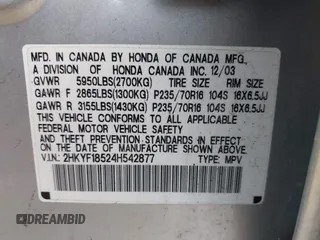 MFD. IN CANADA BY HONDA OF CANADA MFG.,
A DIVISION OF HONDA CANADA INC. 12/03
GVWR 5950LBS(2700KG) TIRE SIZE RIM SIZE
GAWR F 2865LBS(1300KG) P235/70R16 104S 16X6.5JJ
GAWR R 3155LBS(1430KG) P235/70R16 104S 16X6.5JJ
THIS VEHICLE CONFORMS TO ALL APPLICABLE
FEDERAL MOTOR VEHICLE SAFETY
AND THEFT PREVENTION STANDARDS IN EFFECT
ON THE DATE OF MANUFACTURE SHOWN ABOVE.
V.I.N: 2HKYF18524H542877 TYPE: MPV
DREAMBID